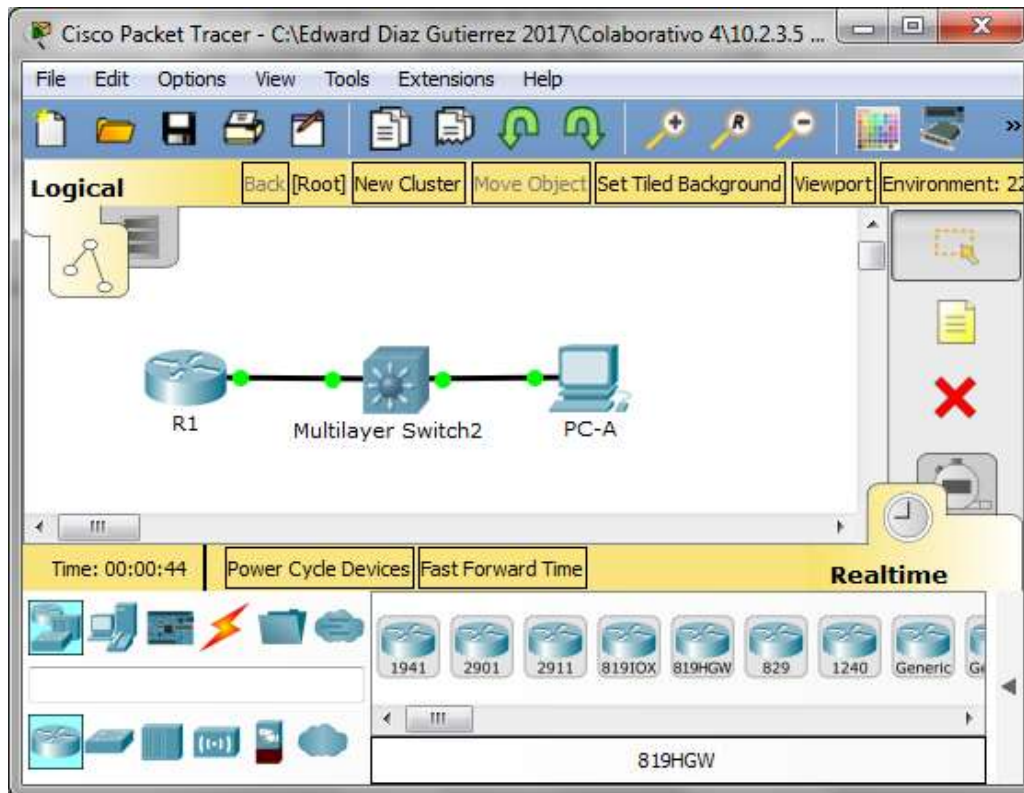 Cisco Packet Tracer - C:\Edward Diaz Gutierrez 2017\Colaborativo 4\10.2.3.5 ...
File Edit Options View Tools Extensions Help
Logical Back [Root] New Cluster Move Object Set Tiled Background Viewport Environment: 22
R1
Multilayer Switch2
PC-A
Time: 00:00:44 Power Cycle Devices Fast Forward Time Realtime
1941 2901 2911 819IOX 819HGW 829 1240 Generic Ge
819HGW